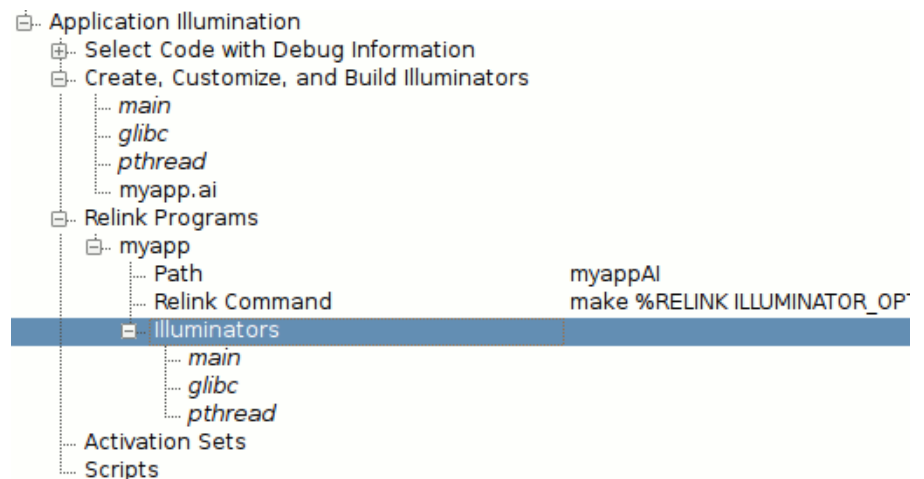 Application Illumination
Select Code with Debug Information
Create, Customize, and Build Illuminators
main
glibc
pthread
myapp.ai
Relink Programs
myapp
Path myappAI
Relink Command make %RELINK ILLUMINATOR_OPT
Illuminators
main
glibc
pthread
Activation Sets
Scripts